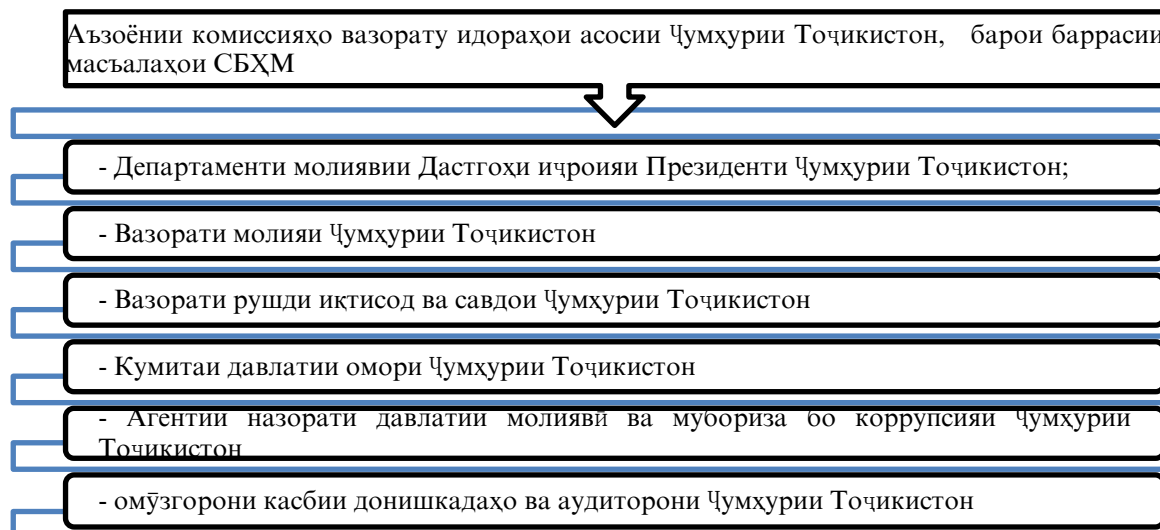 Аъзоёнии комиссияҳо вазорату идораҳои асосии Ҷумҳурии Тоҷикистон, барои баррасии
масъалаҳои СБҲМ
- Департаменти молиявии Дастгоҳи иҷроияи Президенти Ҷумҳурии Тоҷикистон;
- Вазорати молияи Ҷумҳурии Тоҷикистон
- Вазорати рушди иқтисод ва савдои Ҷумҳурии Тоҷикистон
- Кумитаи давлатии омори Ҷумҳурии Тоҷикистон
- Агентии назорати давлатии молиявӣ ва мубориза бо коррупсияи Ҷумҳурии
Тоҷикистон
- омӯзгорони касбии донишкадаҳо ва аудиторони Ҷумҳурии Тоҷикистон